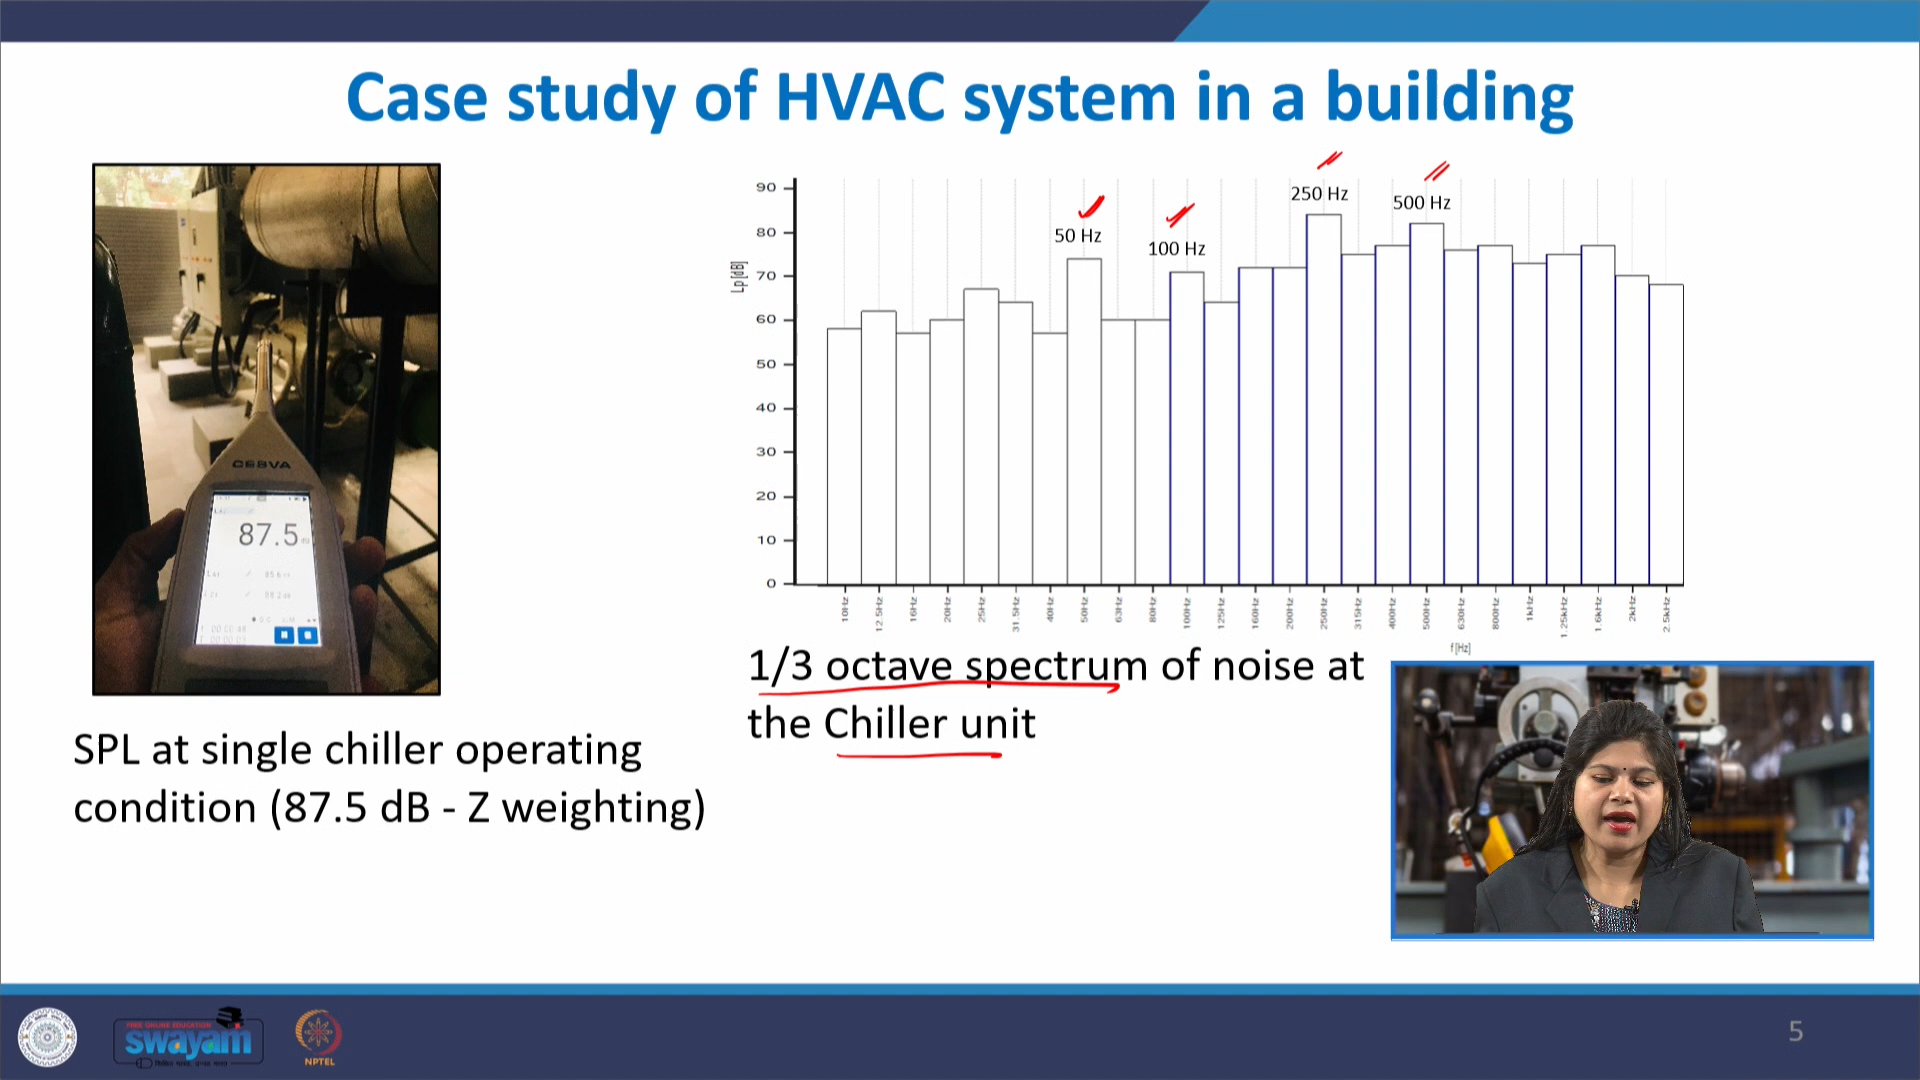 Case study of HVAC system in a building
CESVA
87.5
SPL at single chiller operating
condition (87.5 dB - Z weighting)
90
80
70
60
50
40
30
20
10
0
Lp [dB]
50 Hz
100 Hz
250 Hz
500 Hz
10Hz
12.5Hz
16Hz
20Hz
25Hz
31.5Hz
40Hz
50Hz
63Hz
80Hz
100Hz
125Hz
160Hz
200Hz
250Hz
315Hz
400Hz
500Hz
630Hz
800Hz
1kHz
1.25kHz
1.6kHz
2kHz
2.5kHz
f [Hz]
1/3 octave spectrum of noise at
the Chiller unit
FREE ONLINE EDUCATION
swayam
NPTEL
5